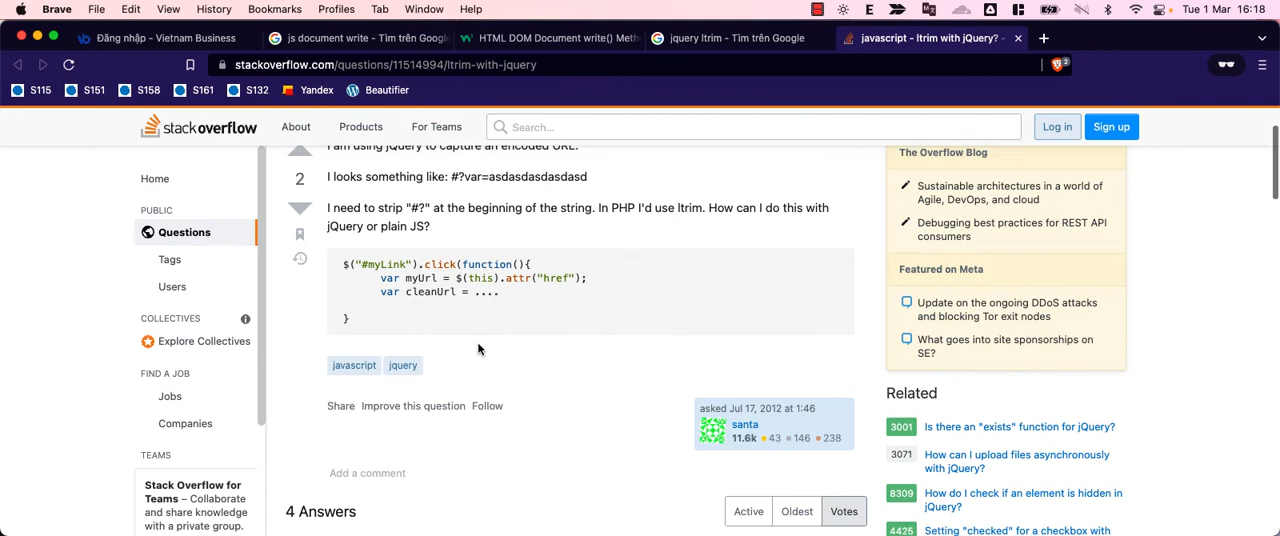 Brave File Edit View History Bookmarks Profiles Tab Window Help Tue 1 Mar 16:18
Đăng nhập - Vietnam Business
js document write - Tìm trên Google
HTML DOM Document write() Meth
jquery ltrim - Tìm trên Google
javascript - ltrim with jQuery? -
stackoverflow.com/questions/11514994/ltrim-with-jquery
2
S115 S151 S158 S161 S132 Yandex Beautifier
stackoverflow About Products For Teams Search... Log in Sign up
Home
PUBLIC
Questions
Tags
Users
COLLECTIVES
Explore Collectives
FIND A JOB
Jobs
Companies
TEAMS
Stack Overflow for
Teams – Collaborate
and share knowledge
with a private group.
I am using jQuery to capture an encoded URL.
2
I looks something like: #?var=asdasdasdasdasd
I need to strip "#?" at the beginning of the string. In PHP I'd use ltrim. How can I do this with
jQuery or plain JS?
$("#myLink").click(function(){
var myUrl = $(this).attr("href");
var cleanUrl = ....
}
javascript jquery
Share Improve this question Follow
asked Jul 17, 2012 at 1:46
santa
11.6k 43 146 238
Add a comment
4 Answers
Active Oldest Votes
The Overflow Blog
Sustainable architectures in a world of
Agile, DevOps, and cloud
Debugging best practices for REST API
consumers
Featured on Meta
Update on the ongoing DDoS attacks
and blocking Tor exit nodes
What goes into site sponsorships on
SE?
Related
3001 Is there an "exists" function for jQuery?
3071 How can I upload files asynchronously
with jQuery?
8309 How do I check if an element is hidden in
jQuery?
4425 Setting "checked" for a checkbox with